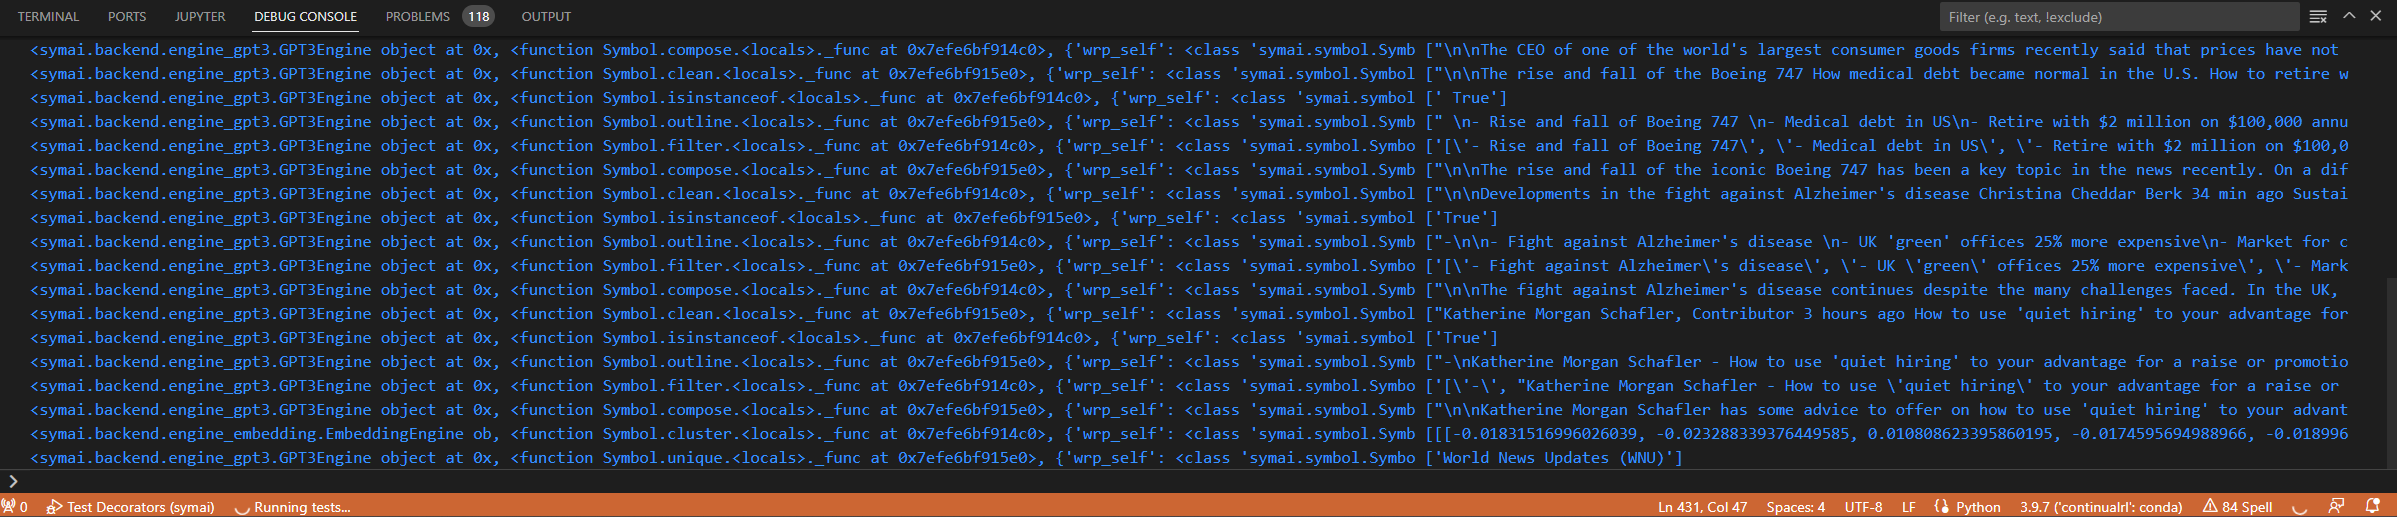 TERMINAL PORTS JUPYTER DEBUG CONSOLE PROBLEMS 118 OUTPUT Filter (e.g. text, !exclude)
<symai.backend.engine_gpt3.GPT3Engine object at 0x, <function Symbol.compose.<locals>._func at 0x7efe6bf914c0>, {'wrp_self': <class 'symai.symbol.Symb ["\n\nThe CEO of one of the world's largest consumer goods firms recently said that prices have not
<symai.backend.engine_gpt3.GPT3Engine object at 0x, <function Symbol.clean.<locals>._func at 0x7efe6bf915e0>, {'wrp_self': <class 'symai.symbol.Symbol ["\n\nThe rise and fall of the Boeing 747 How medical debt became normal in the U.S. How to retire w
<symai.backend.engine_gpt3.GPT3Engine object at 0x, <function Symbol.isinstanceof.<locals>._func at 0x7efe6bf914c0>, {'wrp_self': <class 'symai.symbol [' True']
<symai.backend.engine_gpt3.GPT3Engine object at 0x, <function Symbol.outline.<locals>._func at 0x7efe6bf915e0>, {'wrp_self': <class 'symai.symbol.Symb [" \n- Rise and fall of Boeing 747 \n- Medical debt in US\n- Retire with $2 million on $100,000 annu
<symai.backend.engine_gpt3.GPT3Engine object at 0x, <function Symbol.filter.<locals>._func at 0x7efe6bf914c0>, {'wrp_self': <class 'symai.symbol.Symbo ['[\'- Rise and fall of Boeing 747\', \'- Medical debt in US\', \'- Retire with $2 million on $100,0
<symai.backend.engine_gpt3.GPT3Engine object at 0x, <function Symbol.compose.<locals>._func at 0x7efe6bf915e0>, {'wrp_self': <class 'symai.symbol.Symb ["\n\nThe rise and fall of the iconic Boeing 747 has been a key topic in the news recently. On a dif
<symai.backend.engine_gpt3.GPT3Engine object at 0x, <function Symbol.clean.<locals>._func at 0x7efe6bf914c0>, {'wrp_self': <class 'symai.symbol.Symbol ["\n\nDevelopments in the fight against Alzheimer's disease Christina Cheddar Berk 34 min ago Sustai
<symai.backend.engine_gpt3.GPT3Engine object at 0x, <function Symbol.isinstanceof.<locals>._func at 0x7efe6bf915e0>, {'wrp_self': <class 'symai.symbol ['True']
<symai.backend.engine_gpt3.GPT3Engine object at 0x, <function Symbol.outline.<locals>._func at 0x7efe6bf914c0>, {'wrp_self': <class 'symai.symbol.Symb ["-\n\n- Fight against Alzheimer's disease \n- UK 'green' offices 25% more expensive\n- Market for c
<symai.backend.engine_gpt3.GPT3Engine object at 0x, <function Symbol.filter.<locals>._func at 0x7efe6bf915e0>, {'wrp_self': <class 'symai.symbol.Symbo ['[\'- Fight against Alzheimer\'s disease\', \'- UK \'green\' offices 25% more expensive\', \'- Mark
<symai.backend.engine_gpt3.GPT3Engine object at 0x, <function Symbol.compose.<locals>._func at 0x7efe6bf914c0>, {'wrp_self': <class 'symai.symbol.Symb ["\n\nThe fight against Alzheimer's disease continues despite the many challenges faced. In the UK,
<symai.backend.engine_gpt3.GPT3Engine object at 0x, <function Symbol.clean.<locals>._func at 0x7efe6bf915e0>, {'wrp_self': <class 'symai.symbol.Symbol ["Katherine Morgan Schafler, Contributor 3 hours ago How to use 'quiet hiring' to your advantage for
<symai.backend.engine_gpt3.GPT3Engine object at 0x, <function Symbol.isinstanceof.<locals>._func at 0x7efe6bf914c0>, {'wrp_self': <class 'symai.symbol ['True']
<symai.backend.engine_gpt3.GPT3Engine object at 0x, <function Symbol.outline.<locals>._func at 0x7efe6bf915e0>, {'wrp_self': <class 'symai.symbol.Symb ["-\nKatherine Morgan Schafler - How to use 'quiet hiring' to your advantage for a raise or promotio
<symai.backend.engine_gpt3.GPT3Engine object at 0x, <function Symbol.filter.<locals>._func at 0x7efe6bf914c0>, {'wrp_self': <class 'symai.symbol.Symbo ['[\'-\', "Katherine Morgan Schafler - How to use \'quiet hiring\' to your advantage for a raise or
<symai.backend.engine_gpt3.GPT3Engine object at 0x, <function Symbol.compose.<locals>._func at 0x7efe6bf915e0>, {'wrp_self': <class 'symai.symbol.Symb ["\n\nKatherine Morgan Schafler has some advice to offer on how to use 'quiet hiring' to your advant
<symai.backend.engine_embedding.EmbeddingEngine ob, <function Symbol.cluster.<locals>._func at 0x7efe6bf914c0>, {'wrp_self': <class 'symai.symbol.Symb [[[-0.01831516996026039, -0.023288339376449585, 0.010808623395860195, -0.0174595694988966, -0.018996
<symai.backend.engine_gpt3.GPT3Engine object at 0x, <function Symbol.unique.<locals>._func at 0x7efe6bf915e0>, {'wrp_self': <class 'symai.symbol.Symbo ['World News Updates (WNU)']
0 Test Decorators (symai) Running tests... Ln 431, Col 47 Spaces: 4 UTF-8 LF Python 3.9.7 ('continualrl': conda) 84 Spell